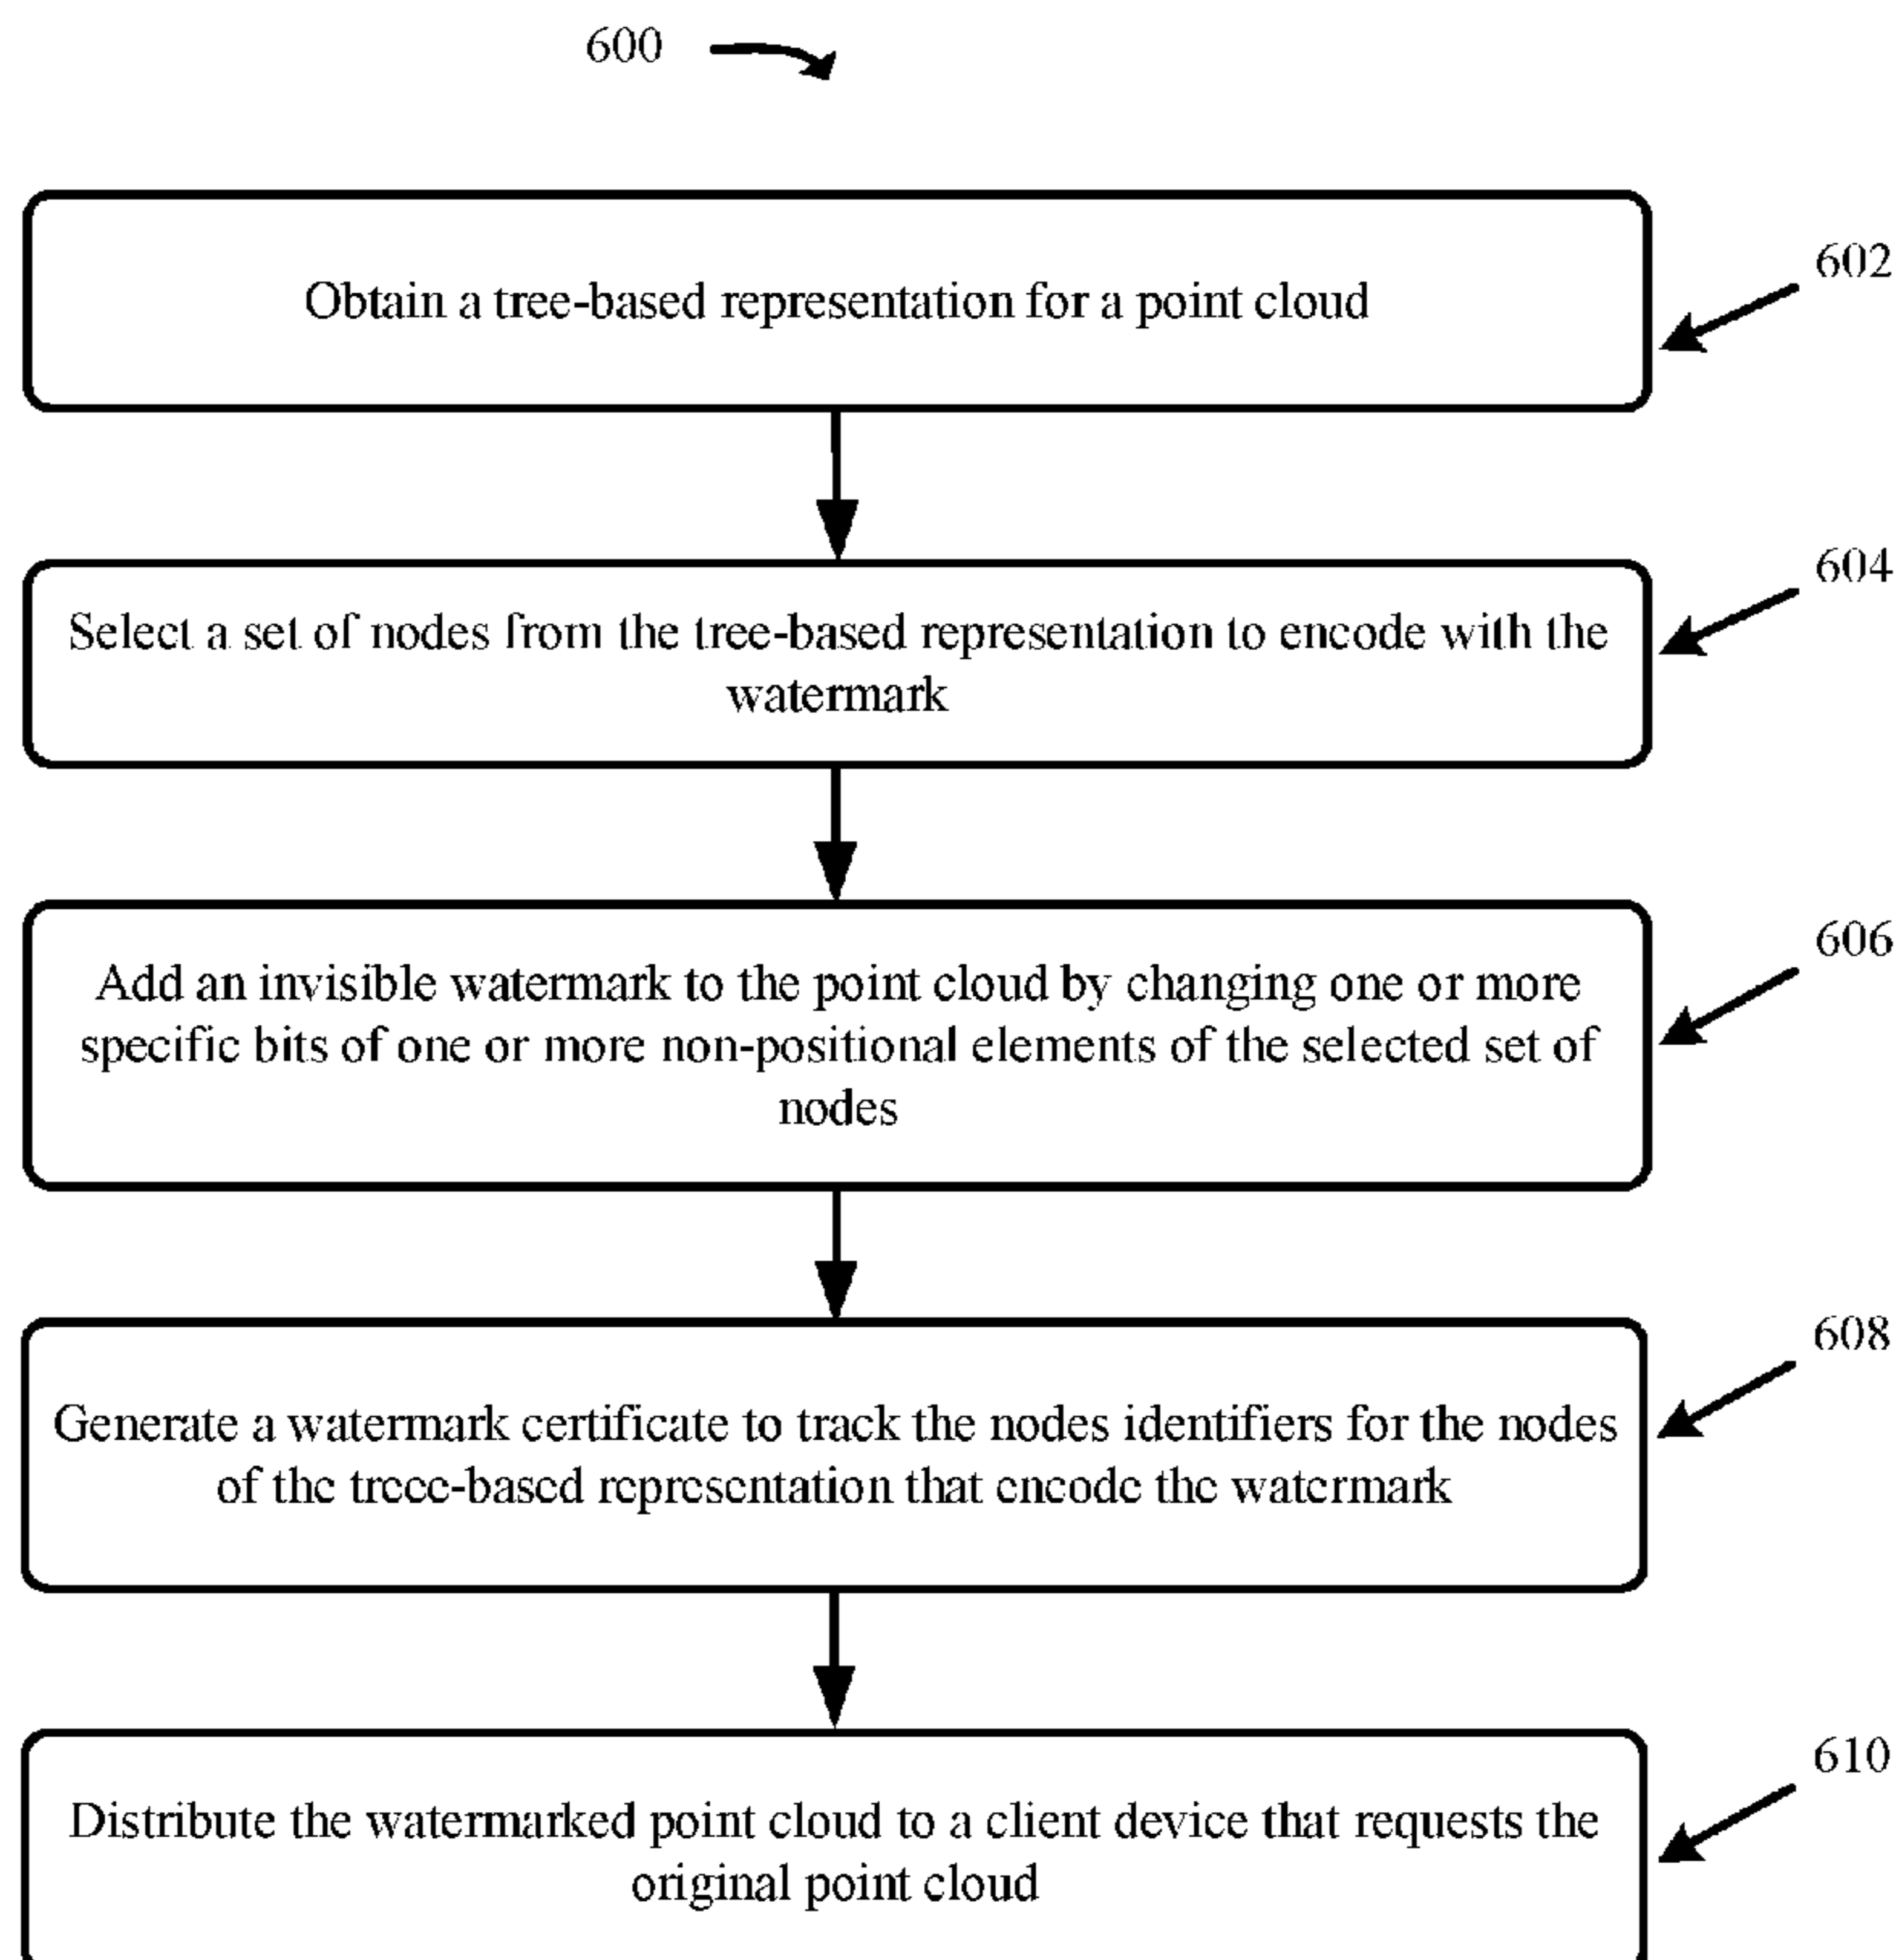 600
Obtain a tree-based representation for a point cloud
602
Select a set of nodes from the tree-based representation to encode with the
watermark
604
Add an invisible watermark to the point cloud by changing one or more
specific bits of one or more non-positional elements of the selected set of
nodes
606
Generate a watermark certificate to track the nodes identifiers for the nodes
of the treee-based representation that encode the watermark
608
Distribute the watermarked point cloud to a client device that requests the
original point cloud
610